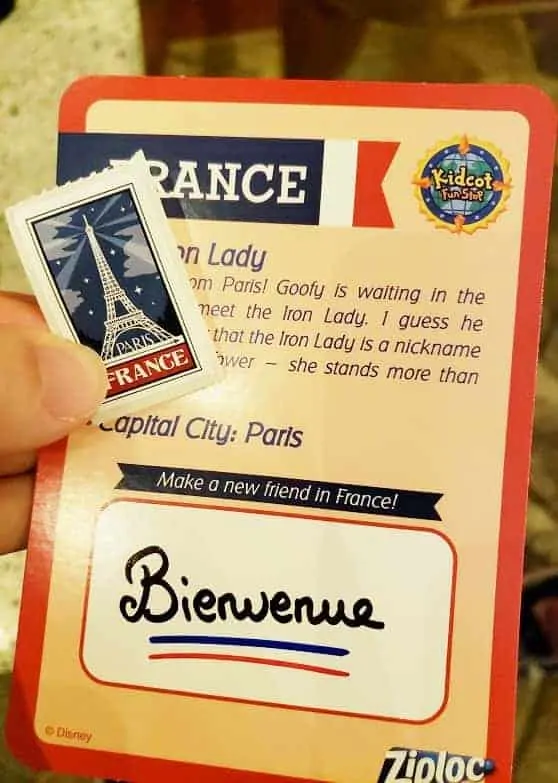 FRANCE
Kidcot
Fun Stop
on Lady
om Paris! Goofy is waiting in the
meet the Iron Lady. I guess he
that the Iron Lady is a nickname
ower – she stands more than
PARIS
FRANCE
Capital City: Paris
Make a new friend in France!
Bienvenue
© Disney
Ziploc